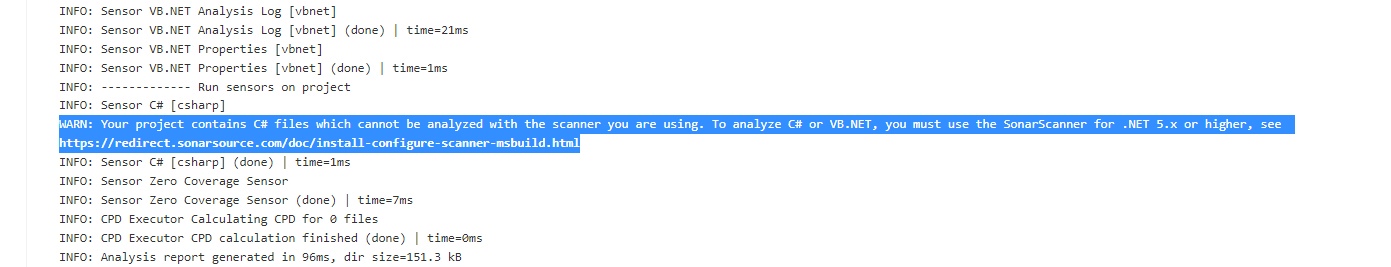 INFO: Sensor VB.NET Analysis Log [vbnet]
INFO: Sensor VB.NET Analysis Log [vbnet] (done) | time=21ms
INFO: Sensor VB.NET Properties [vbnet]
INFO: Sensor VB.NET Properties [vbnet] (done) | time=1ms
INFO: ------------- Run sensors on project
INFO: Sensor C# [csharp]
WARN: Your project contains C# files which cannot be analyzed with the scanner you are using. To analyze C# or VB.NET, you must use the SonarScanner for .NET 5.x or higher, see
https://redirect.sonarsource.com/doc/install-configure-scanner-msbuild.html
INFO: Sensor C# [csharp] (done) | time=1ms
INFO: Sensor Zero Coverage Sensor
INFO: Sensor Zero Coverage Sensor (done) | time=7ms
INFO: CPD Executor Calculating CPD for 0 files
INFO: CPD Executor CPD calculation finished (done) | time=0ms
INFO: Analysis report generated in 96ms, dir size=151.3 kB